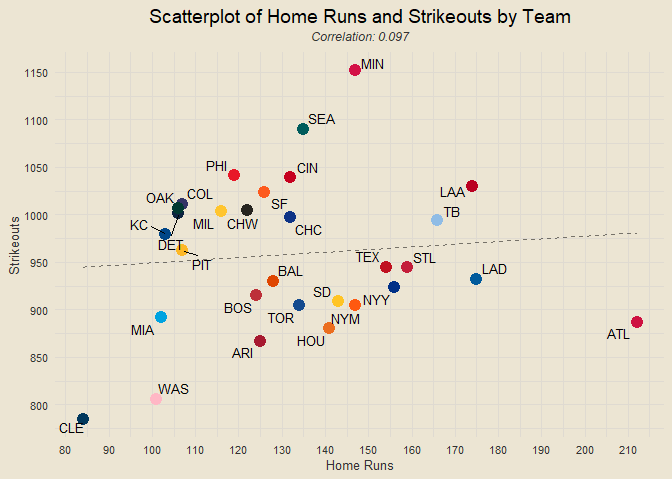 Scatterplot of Home Runs and Strikeouts by Team
Correlation: 0.097
1150
1100
1050
1000
950
900
850
800
Strikeouts
MIN
SEA
PHI
CIN
OAK
COL
SF
LAA
KC
MIL
CHW
CHC
TB
DET
PIT
TEX
STL
BAL
LAD
SD
NYY
BOS
TOR
NYM
MIA
HOU
ATL
ARI
WAS
CLE
80
90
100
110
120
130
140
150
160
170
180
190
200
210
Home Runs